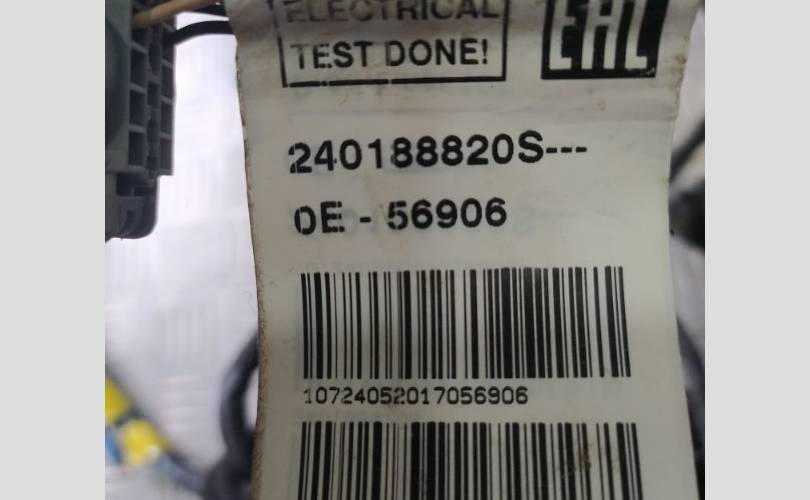 ELECTRICAL
TEST DONE!
EAC
240188820S---
0E - 56906
10724052017056906